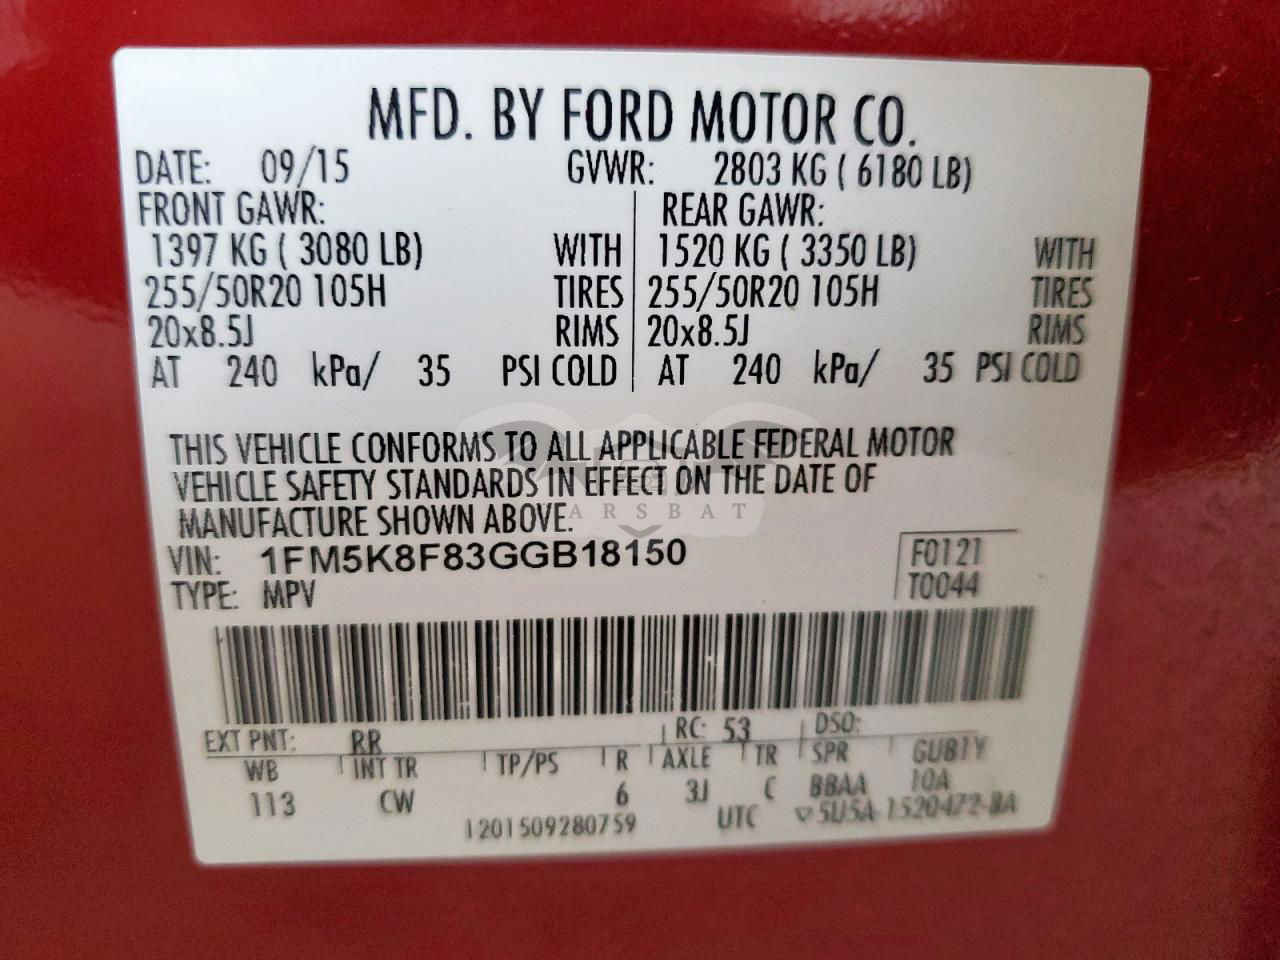 MFD. BY FORD MOTOR CO.
DATE: 09/15 GVWR: 2803 KG ( 6180 LB)
FRONT GAWR: REAR GAWR:
1397 KG ( 3080 LB) WITH 1520 KG ( 3350 LB) WITH
255/50R20 105H TIRES 255/50R20 105H TIRES
20x8.5J RIMS 20x8.5J RIMS
AT 240 kPa/ 35 PSI COLD AT 240 kPa/ 35 PSI COLD
THIS VEHICLE CONFORMS TO ALL APPLICABLE FEDERAL MOTOR
VEHICLE SAFETY STANDARDS IN EFFECT ON THE DATE OF
MANUFACTURE SHOWN ABOVE.
ARSBAT
VIN: 1FM5K8F83GGB18150 F0121
TYPE: MPV T0044
EXT PNT: RR RC: 53 DSO:
WB INT TR TP/PS R AXLE TR SPR GUBTY
113 CW 6 3J C BBAA 10A
1201509280759 UTC ▽5U5A-1520472-BA